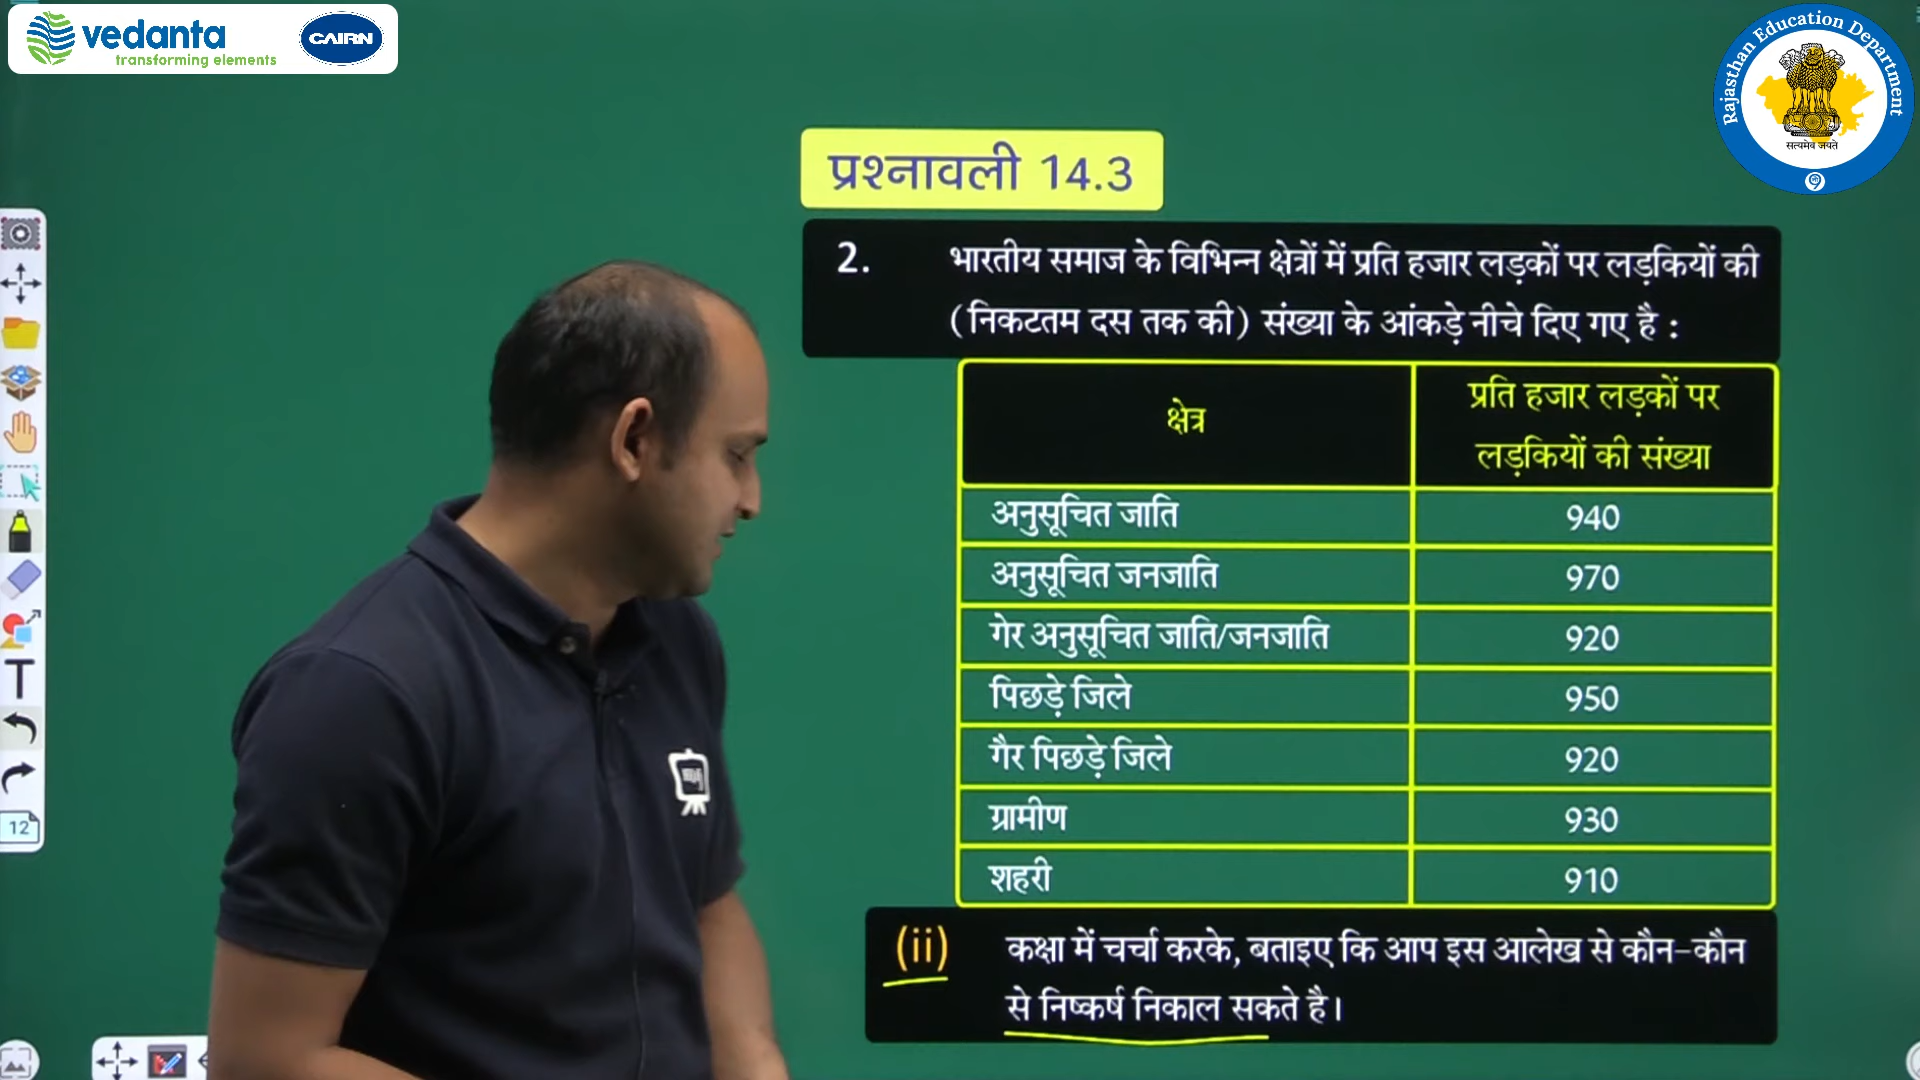 vedanta
transforming elements
CAIRN
Rajasthan Education Department
सत्यमेव जयते
प्रश्नावली 14.3
2. भारतीय समाज के विभिन्न क्षेत्रों में प्रति हजार लड़कों पर लड़कियों की
(निकटतम दस तक की) संख्या के आंकड़े नीचे दिए गए है :
क्षेत्र
प्रति हजार लड़कों पर
लड़कियों की संख्या
अनुसूचित जाति 940
अनुसूचित जनजाति 970
गेर अनुसूचित जाति/जनजाति 920
पिछड़े जिले 950
गैर पिछड़े जिले 920
ग्रामीण 930
शहरी 910
(ii) कक्षा में चर्चा करके, बताइए कि आप इस आलेख से कौन-कौन
से निष्कर्ष निकाल सकते है।
T
12